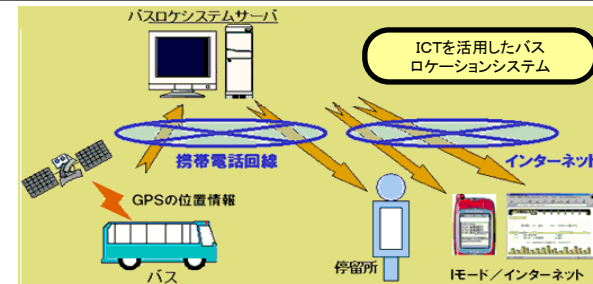 バスロケシステムサーバ
ICTを活用したバス
ロケーションシステム
携帯電話回線
インターネット
GPSの位置情報
バス
停留所
Iモード／インターネット